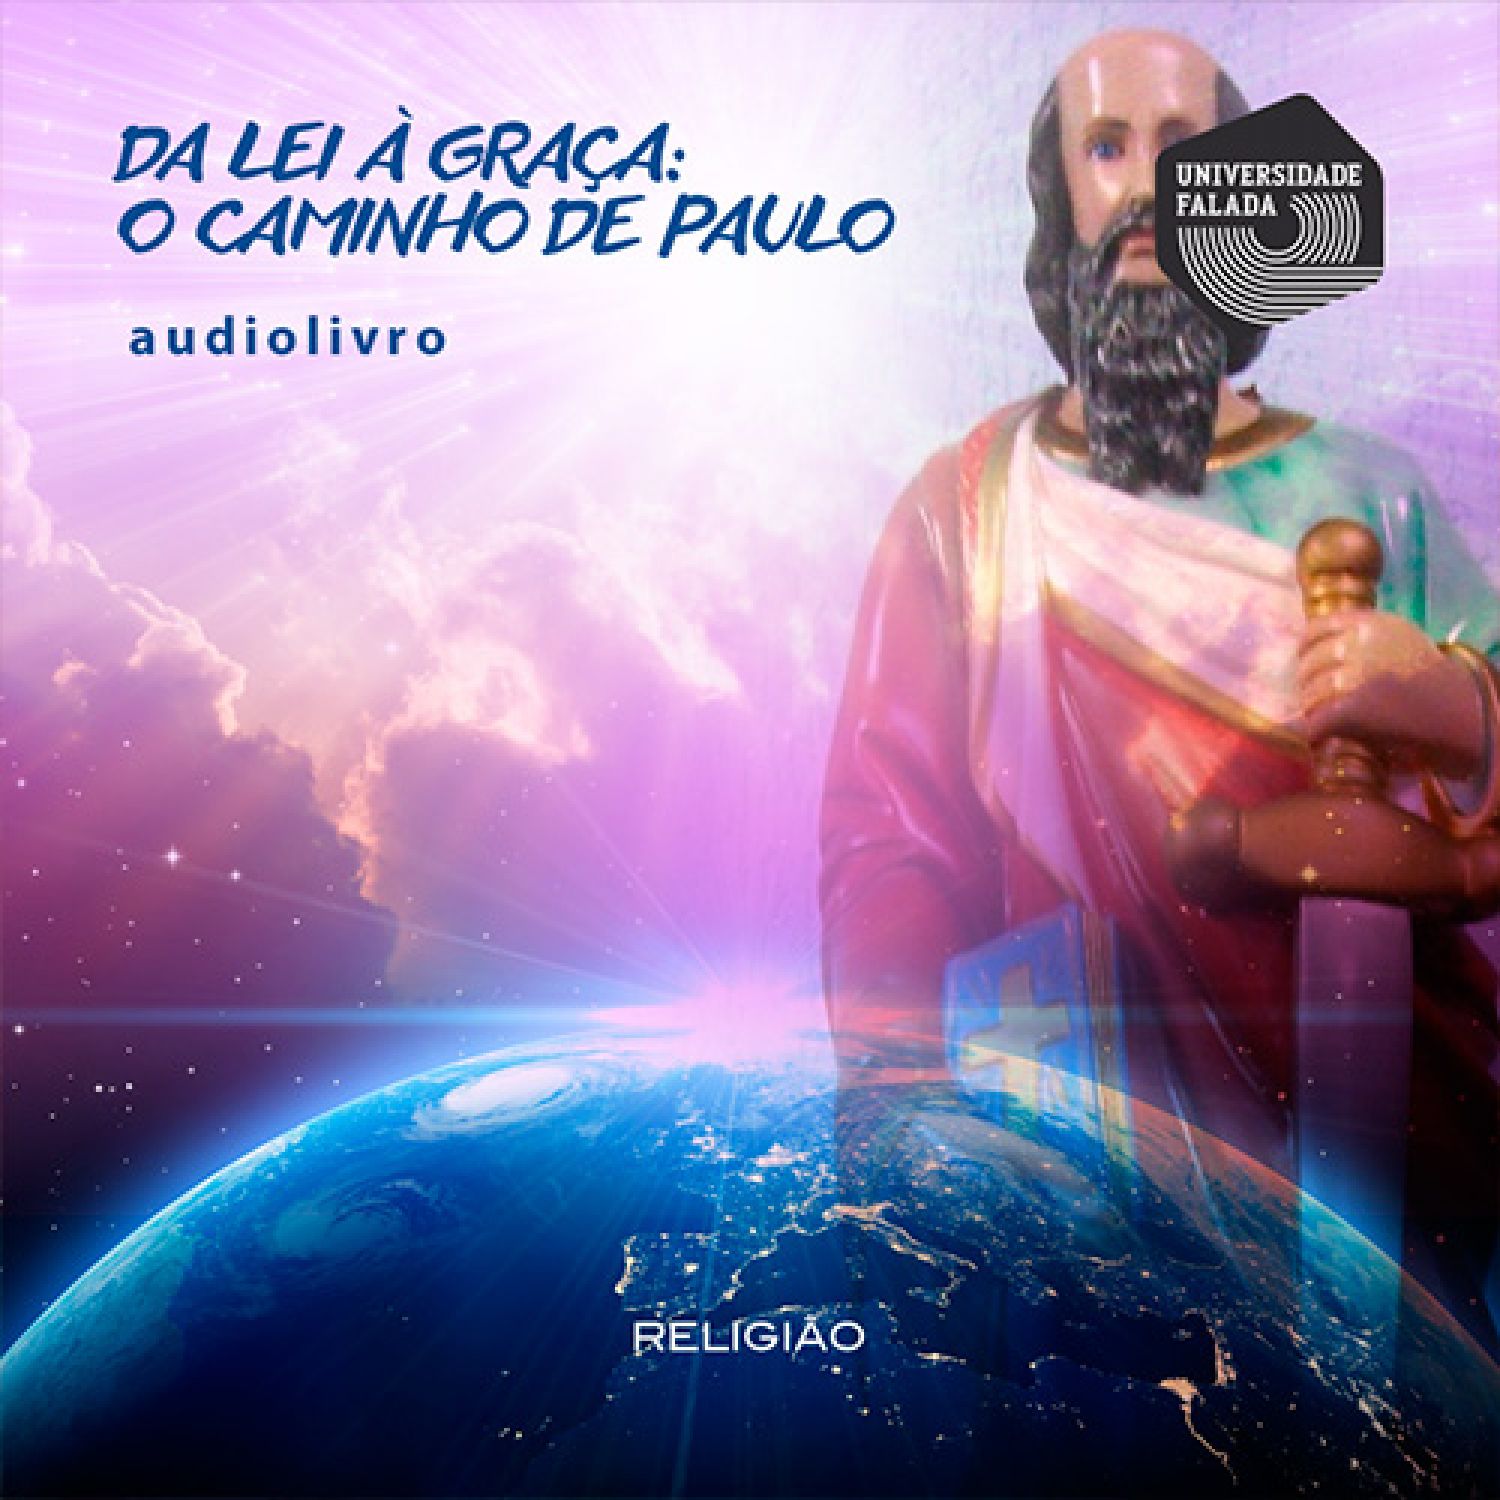 DA LEI À GRAÇA:
O CAMINHO DE PAULO
audiolivro
UNIVERSIDADE
FALADA
RELIGIÃO